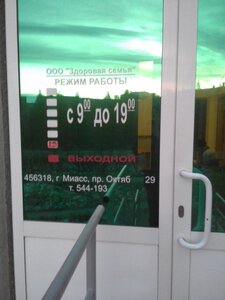 ООО "Здоровая семья"
РЕЖИМ РАБОТЫ
с 9⁰⁰ до 19⁰⁰
ВЫХОДНОЙ
456318, г Миасс, пр. Октяб 29
т. 544-193